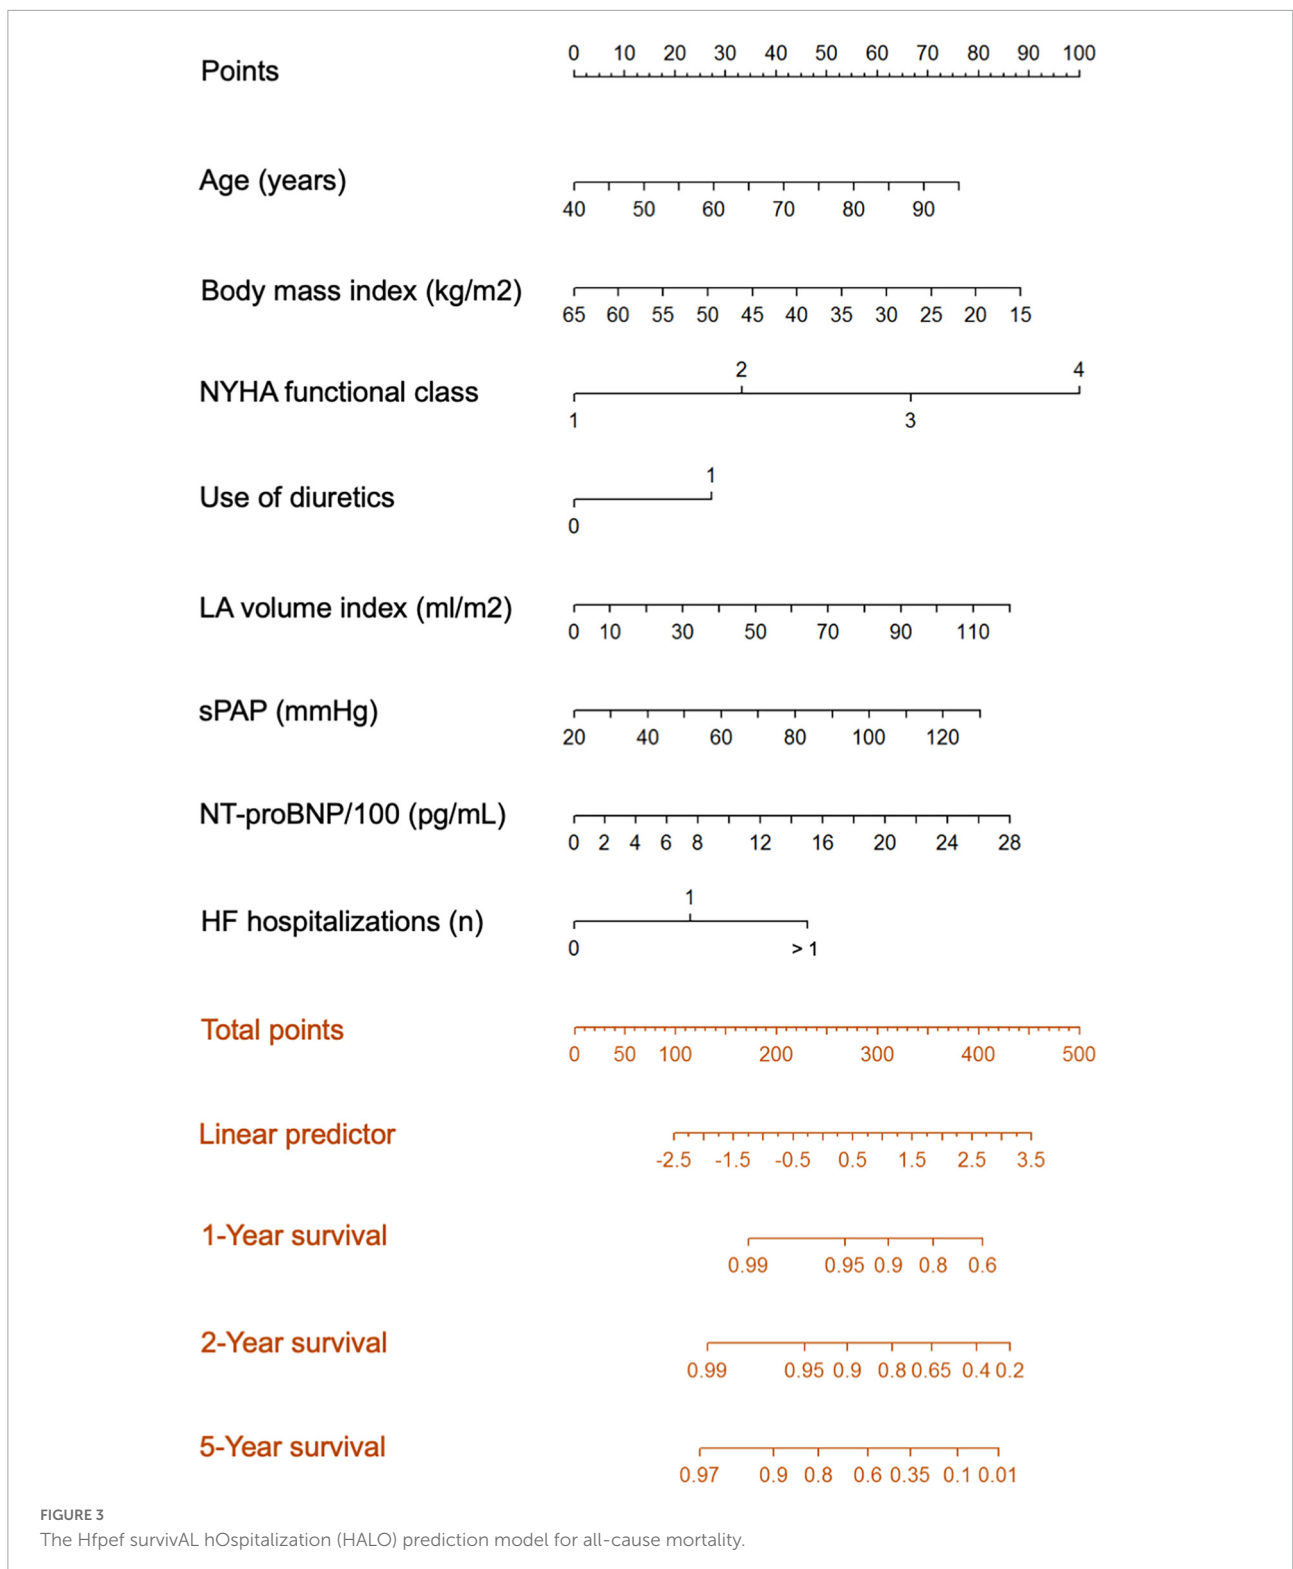 Points
0 10 20 30 40 50 60 70 80 90 100
Age (years)
40 50 60 70 80 90
Body mass index (kg/m2)
65 60 55 50 45 40 35 30 25 20 15
2 4
NYHA functional class
1 3
1
Use of diuretics
0
LA volume index (ml/m2)
0 10 30 50 70 90 110
sPAP (mmHg)
20 40 60 80 100 120
NT-proBNP/100 (pg/mL)
0 2 4 6 8 12 16 20 24 28
1
HF hospitalizations (n)
0 > 1
Total points
0 50 100 200 300 400 500
Linear predictor
-2.5 -1.5 -0.5 0.5 1.5 2.5 3.5
1-Year survival
0.99 0.95 0.9 0.8 0.6
2-Year survival
0.99 0.95 0.9 0.8 0.65 0.4 0.2
5-Year survival
0.97 0.9 0.8 0.6 0.35 0.1 0.01
FIGURE 3
The Hfpef survivAL hOspitalization (HALO) prediction model for all-cause mortality.